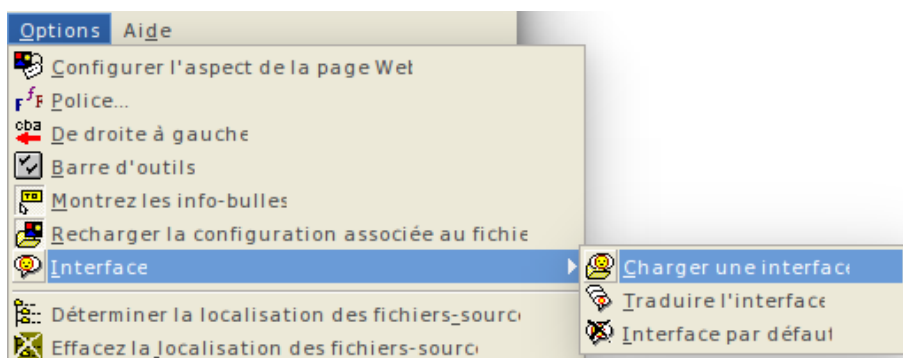 Options Aide
Configurer l'aspect de la page Web
Police...
De droite à gauche
Barre d'outils
Montrez les info-bulles
Recharger la configuration associée au fichie
Interface
Charger une interface
Traduire l'interface
Interface par défaut
Déterminer la localisation des fichiers-sourc
Effacez la localisation des fichiers-sourc